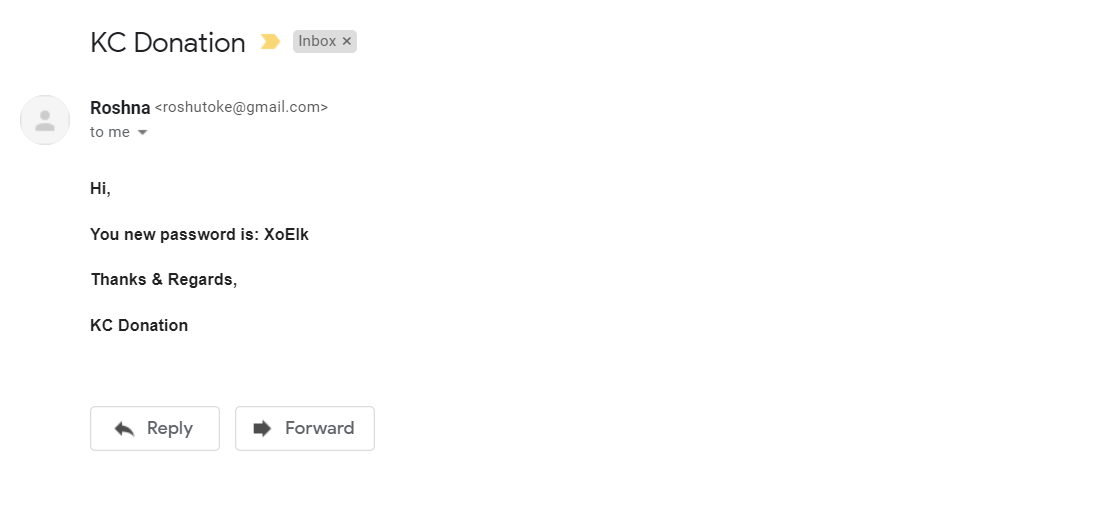 KC Donation Inbox ×
Roshna <roshutoke@gmail.com>
to me
Hi,
You new password is: XoElk
Thanks & Regards,
KC Donation
Reply Forward